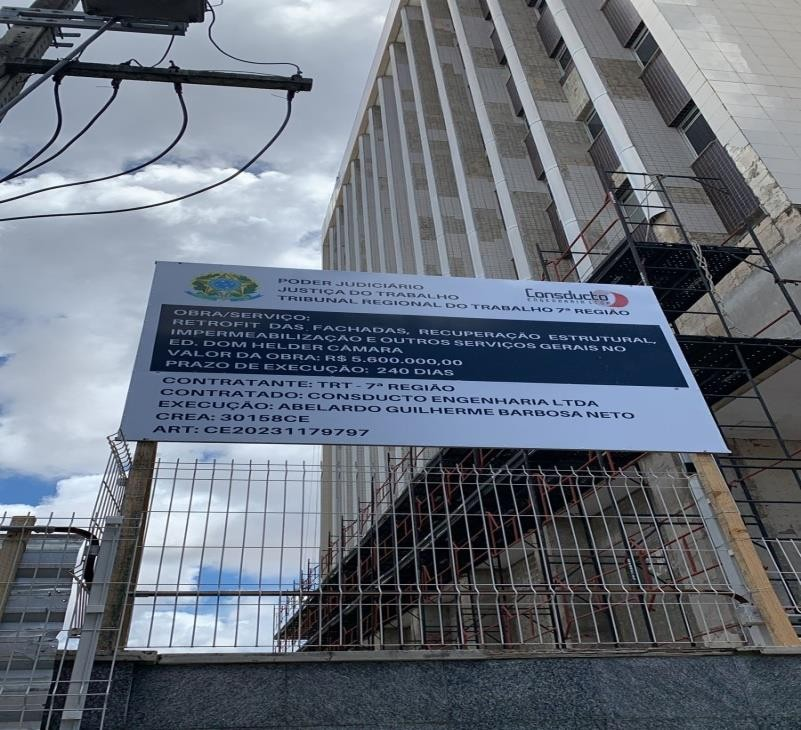 PODER JUDICIÁRIO
JUSTIÇA DO TRABALHO
TRIBUNAL REGIONAL DO TRABALHO 7ª REGIÃO
Consducto
ENGENHARIA LTDA
OBRA/SERVIÇO:
RETROFIT DAS FACHADAS, RECUPERAÇÃO ESTRUTURAL,
IMPERMEABILIZAÇÃO E OUTROS SERVIÇOS GERAIS NO
ED. DOM HELDER CÂMARA
VALOR DA OBRA: R$ 5.600.000,00
PRAZO DE EXECUÇÃO: 240 DIAS
CONTRATANTE: TRT - 7ª REGIÃO
CONTRATADO: CONSDUCTO ENGENHARIA LTDA
EXECUÇÃO: ABELARDO GUILHERME BARBOSA NETO
CREA: 30158CE
ART: CE20231179797